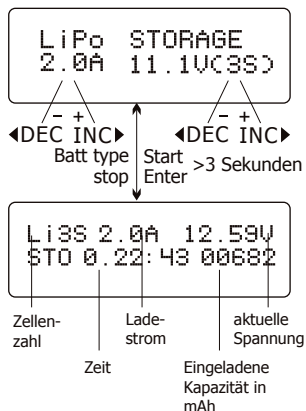 LiPo STORAGE
2.0A 11.1V(3S)
- + - +
◀DEC INC▶ ◀DEC INC▶
Batt type
stop
Start
Enter
>3 Sekunden
Li3S 2.0A 12.59V
STO 0.22:43 00682
Zellen-
zahl
Zeit
Lade-
strom
Eingeladene
Kapazität in
mAh
aktuelle
Spannung